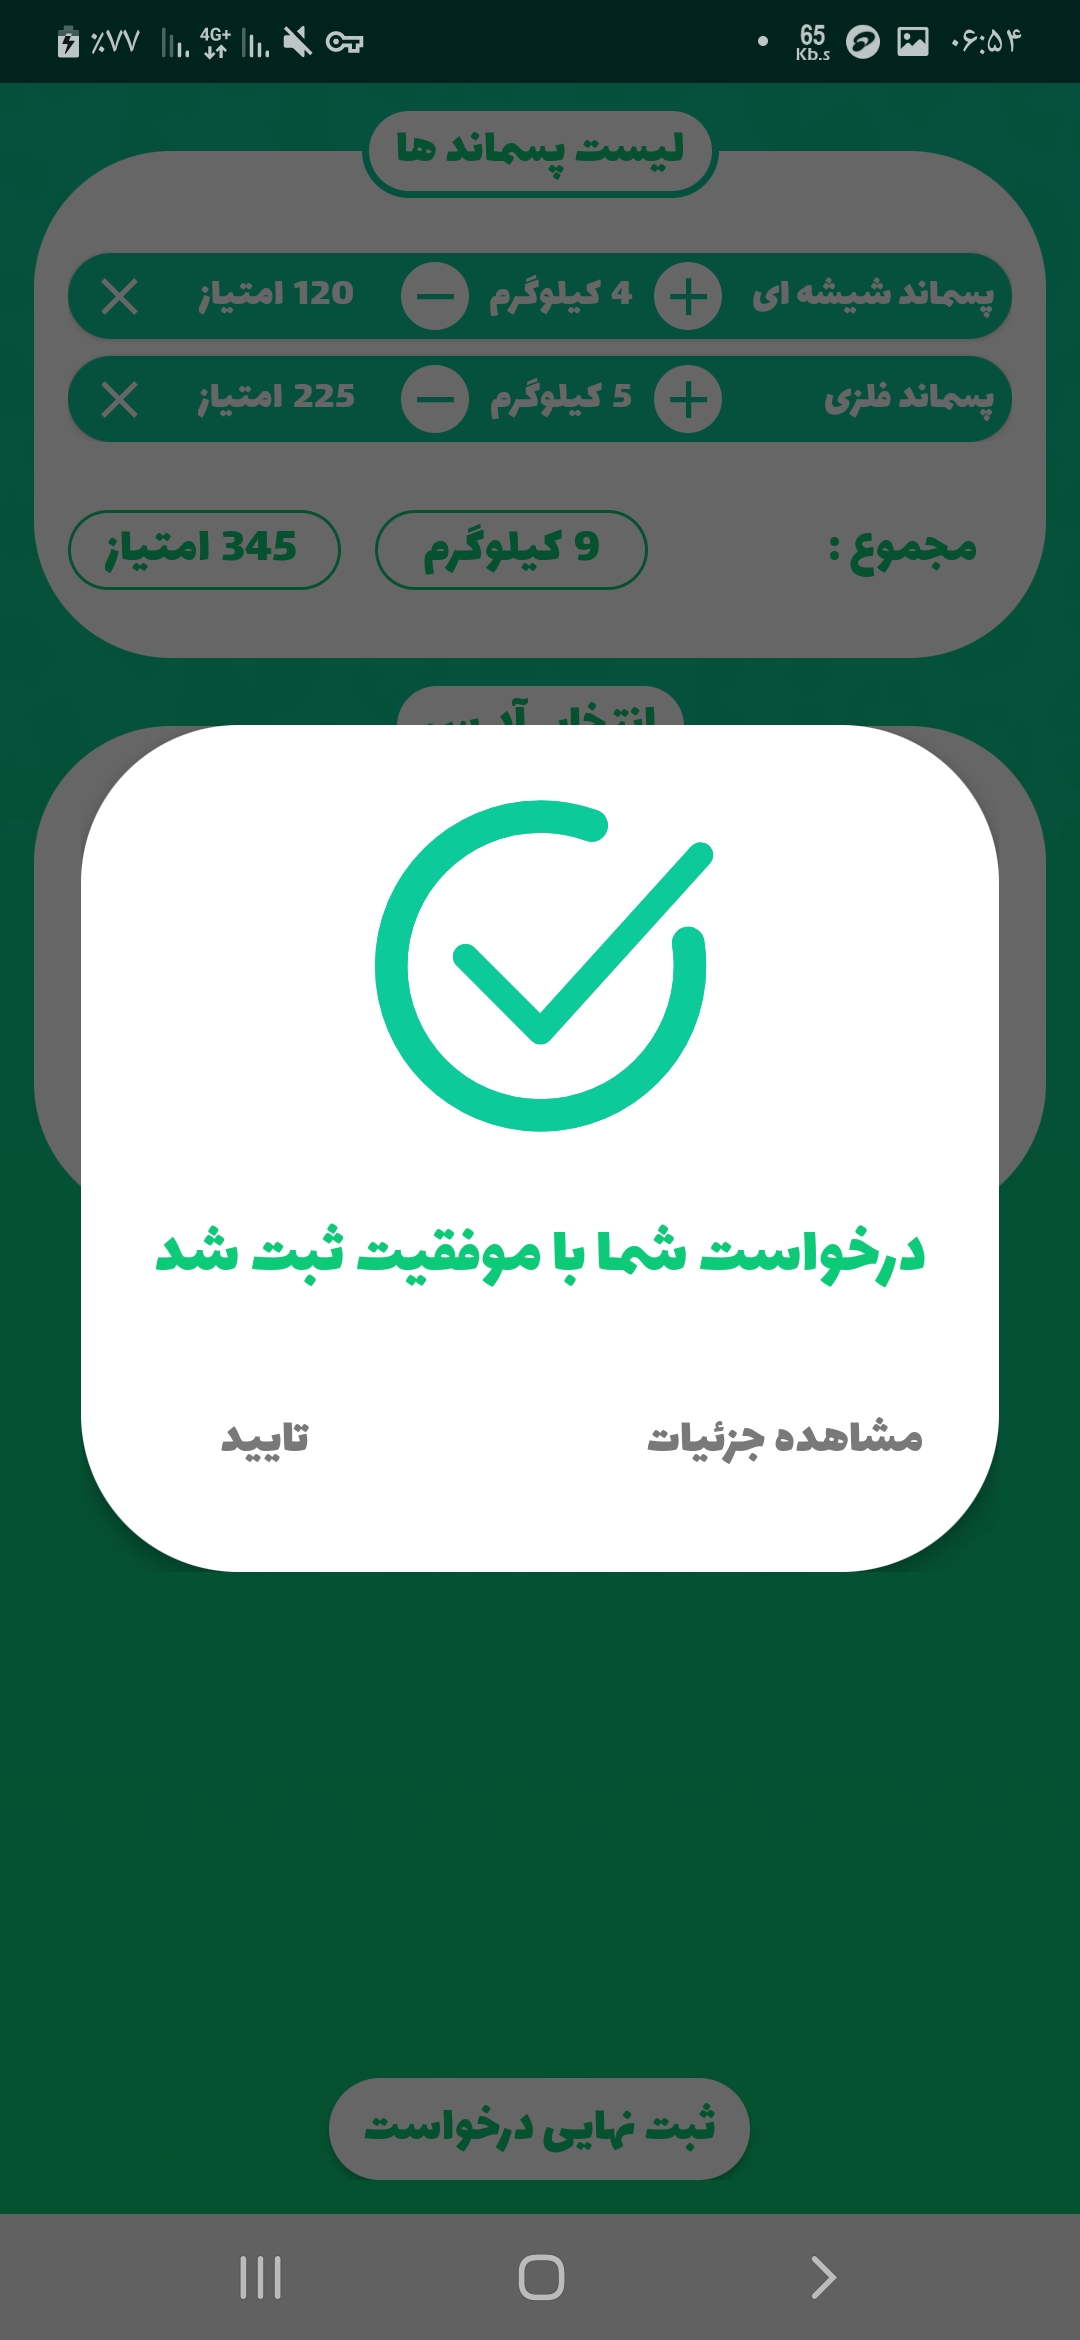 ٪۷۷ 4G+ 65 Kb.s ۰۶:۵۴
لیست پسماند ها
پسماند شیشه ای 4 کیلوگرم 120 امتیاز
پسماند فلزی 5 کیلوگرم 225 امتیاز
مجموع : 9 کیلوگرم 345 امتیاز
انتخاب آدرس
درخواست شما با موفقیت ثبت شد
مشاهده جزئیات تایید
ثبت نهایی درخواست